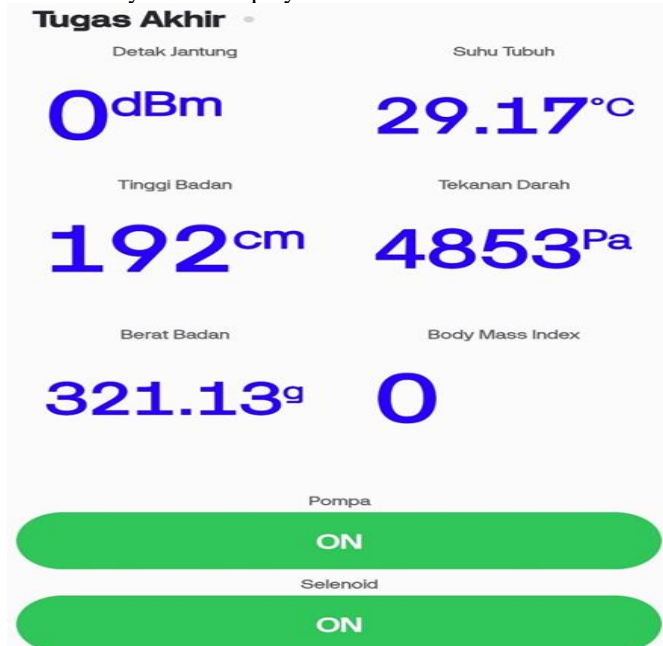 Tugas Akhir
Detak Jantung Suhu Tubuh
0dBm 29.17°C
Tinggi Badan Tekanan Darah
192cm 4853Pa
Berat Badan Body Mass Index
321.13g 0
Pompa
ON
Selenoid
ON